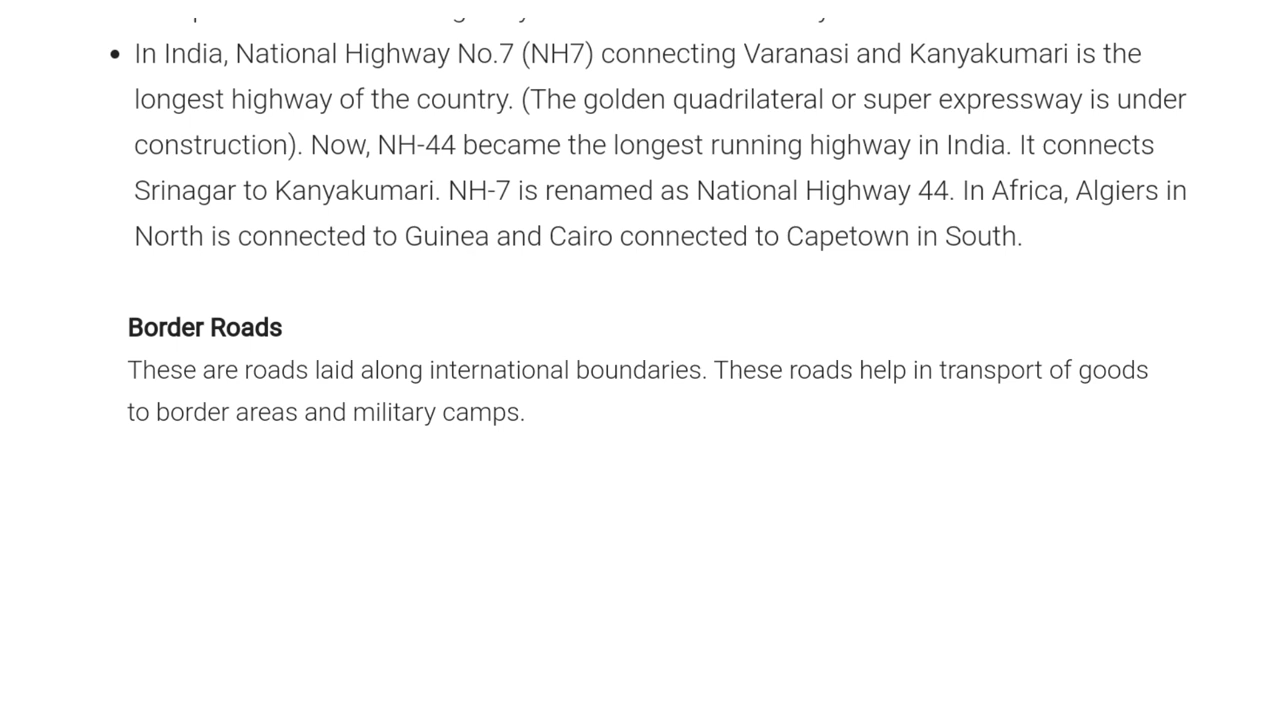 • In India, National Highway No.7 (NH7) connecting Varanasi and Kanyakumari is the
longest highway of the country. (The golden quadrilateral or super expressway is under
construction). Now, NH-44 became the longest running highway in India. It connects
Srinagar to Kanyakumari. NH-7 is renamed as National Highway 44. In Africa, Algiers in
North is connected to Guinea and Cairo connected to Capetown in South.
Border Roads
These are roads laid along international boundaries. These roads help in transport of goods
to border areas and military camps.